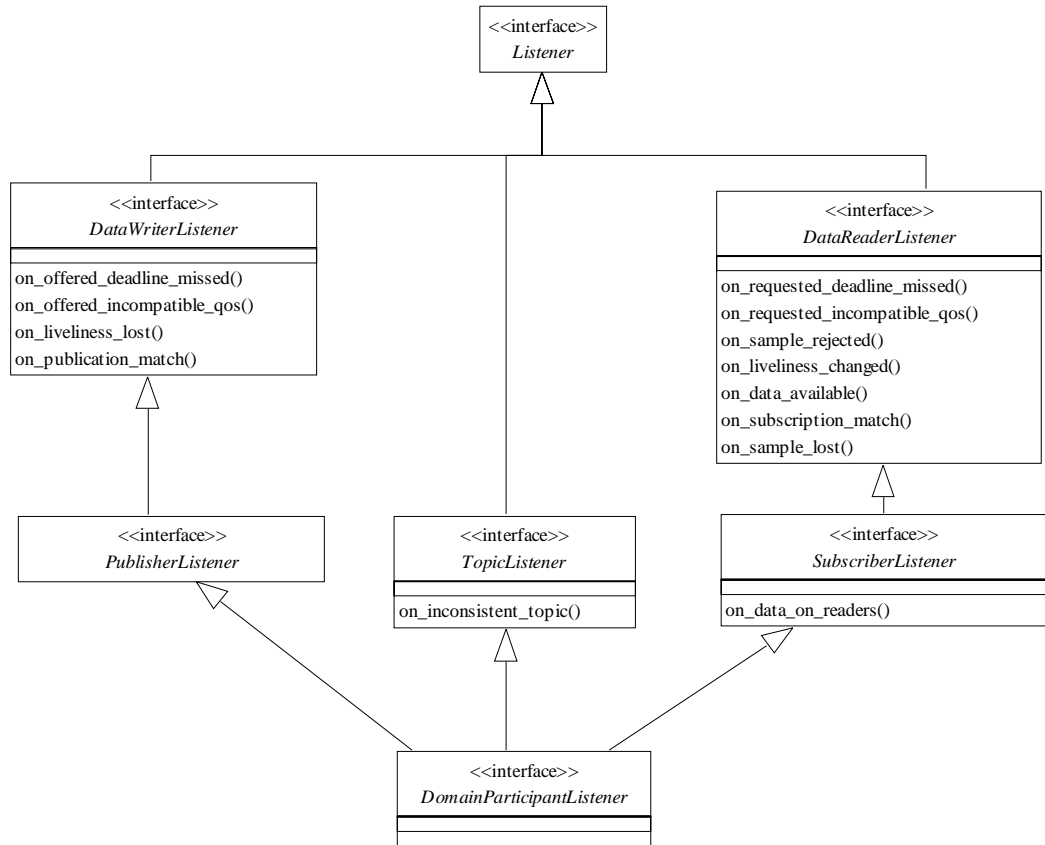 <<interface>>
Listener
<<interface>>
DataWriterListener
on_offered_deadline_missed()
on_offered_incompatible_qos()
on_liveliness_lost()
on_publication_match()
<<interface>>
DataReaderListener
on_requested_deadline_missed()
on_requested_incompatible_qos()
on_sample_rejected()
on_liveliness_changed()
on_data_available()
on_subscription_match()
on_sample_lost()
<<interface>>
PublisherListener
<<interface>>
TopicListener
on_inconsistent_topic()
<<interface>>
SubscriberListener
on_data_on_readers()
<<interface>>
DomainParticipantListener